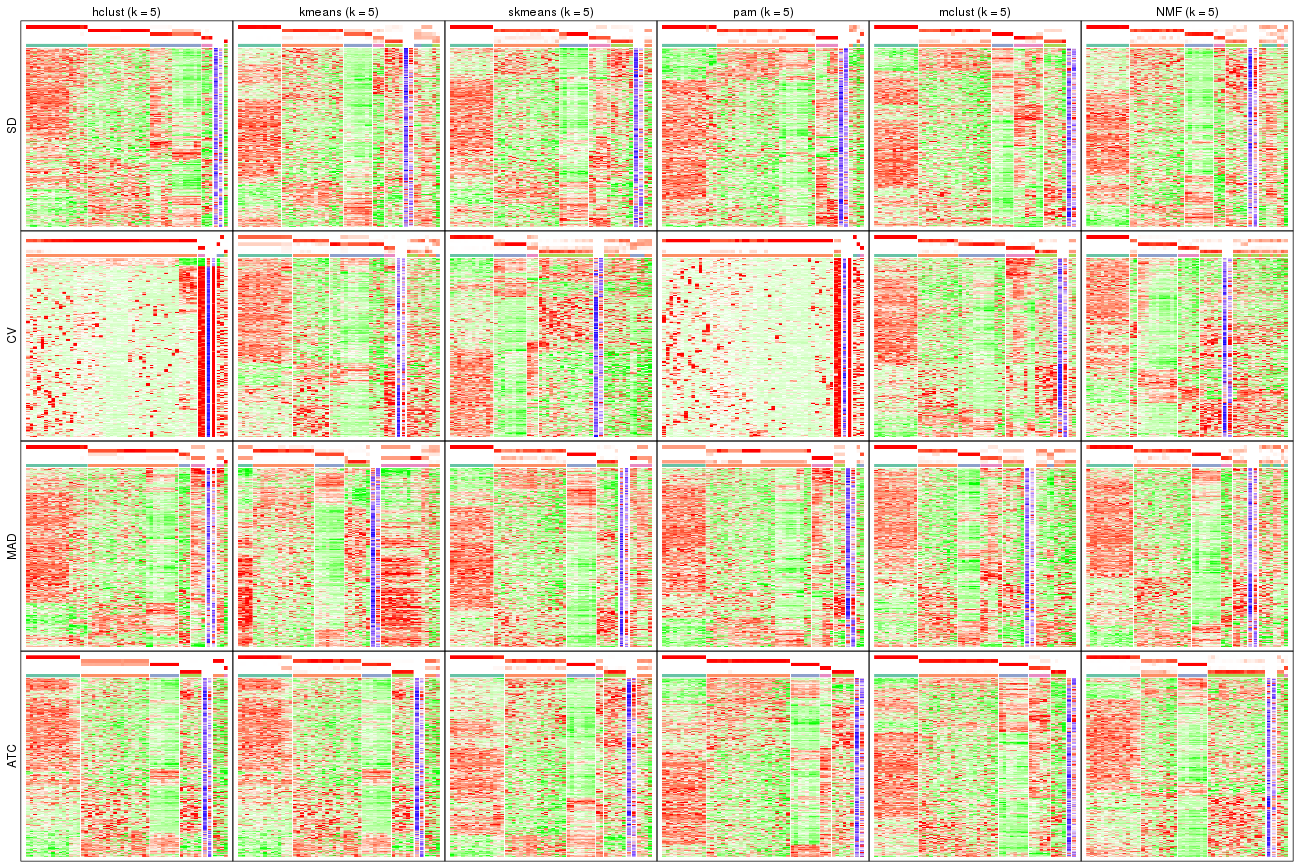 hclust (k = 5)
kmeans (k = 5)
skmeans (k = 5)
pam (k = 5)
mclust (k = 5)
NMF (k = 5)
SD
CV
MAD
ATC